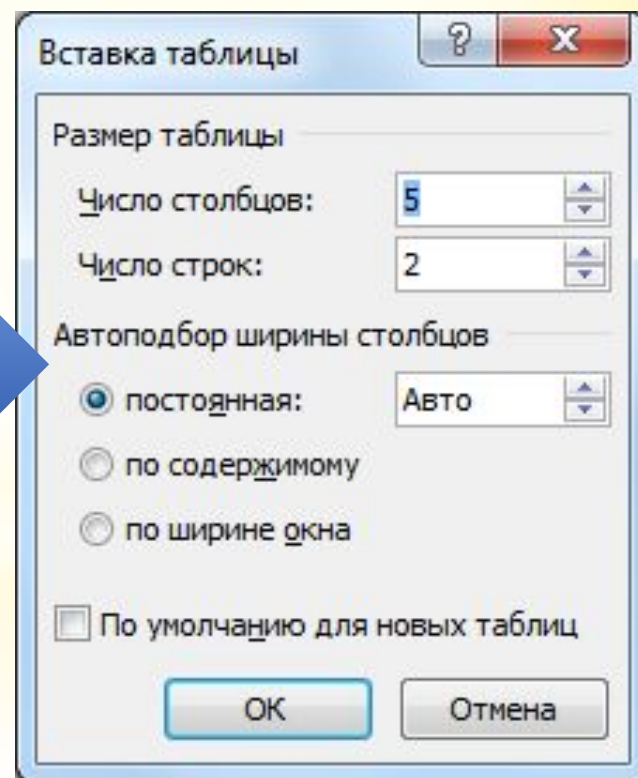 Вставка таблицы
Размер таблицы
Число столбцов: 5
Число строк: 2
Автоподбор ширины столбцов
постоянная: Авто
по содержимому
по ширине окна
По умолчанию для новых таблиц
ОК Отмена